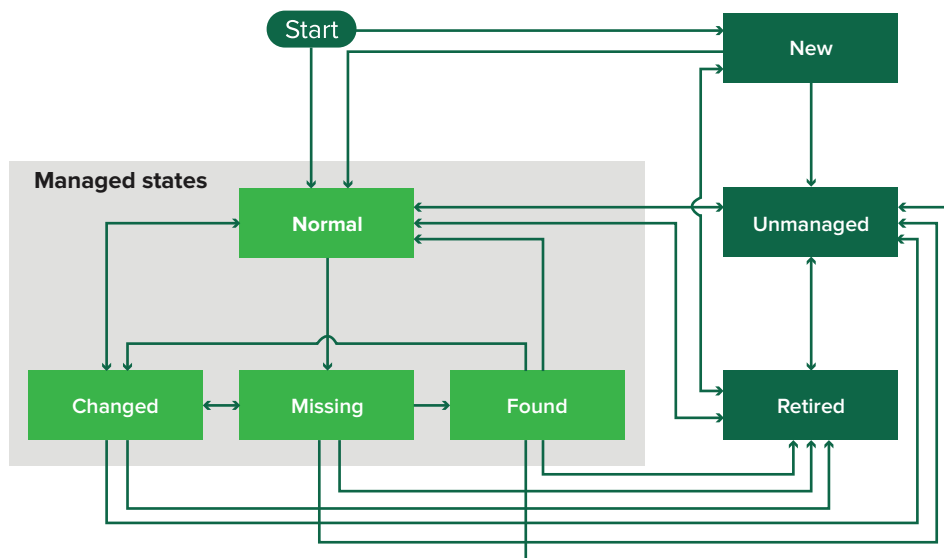 Start
New
Managed states
Normal
Unmanaged
Changed
Missing
Found
Retired